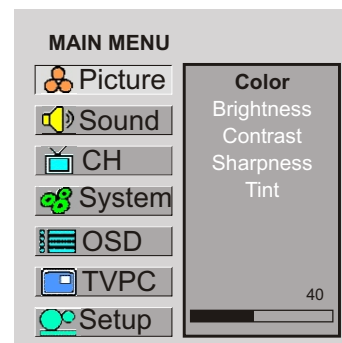 MAIN MENU
Picture
Sound
CH
System
OSD
TVPC
Setup
Color
Brightness
Contrast
Sharpness
Tint
40